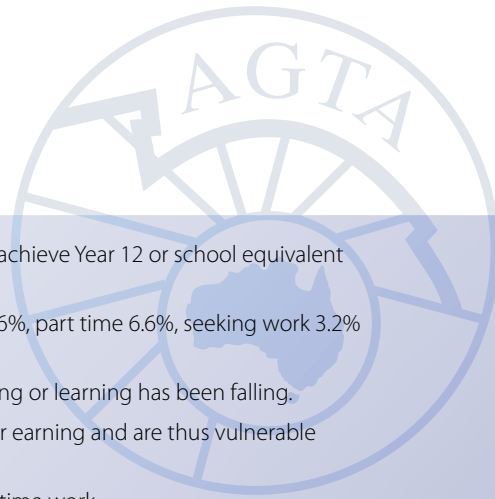 AGTA
achieve Year 12 or school equivalent
6%, part time 6.6%, seeking work 3.2%
ng or learning has been falling.
r earning and are thus vulnerable
time work